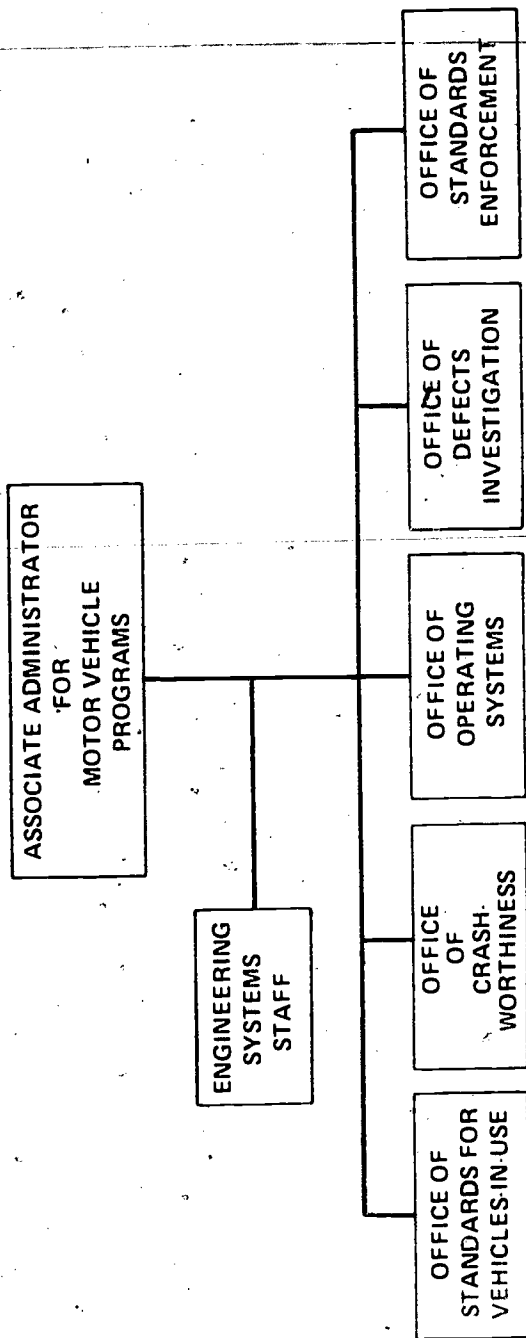 ASSOCIATE ADMINISTRATOR
FOR
MOTOR VEHICLE
PROGRAMS
ENGINEERING
SYSTEMS
STAFF
OFFICE OF
STANDARDS FOR
VEHICLES-IN-USE
OFFICE
OF
CRASH-
WORTHINESS
OFFICE OF
OPERATING
SYSTEMS
OFFICE OF
DEFECTS
INVESTIGATION
OFFICE OF
STANDARDS
ENFORCEMENT